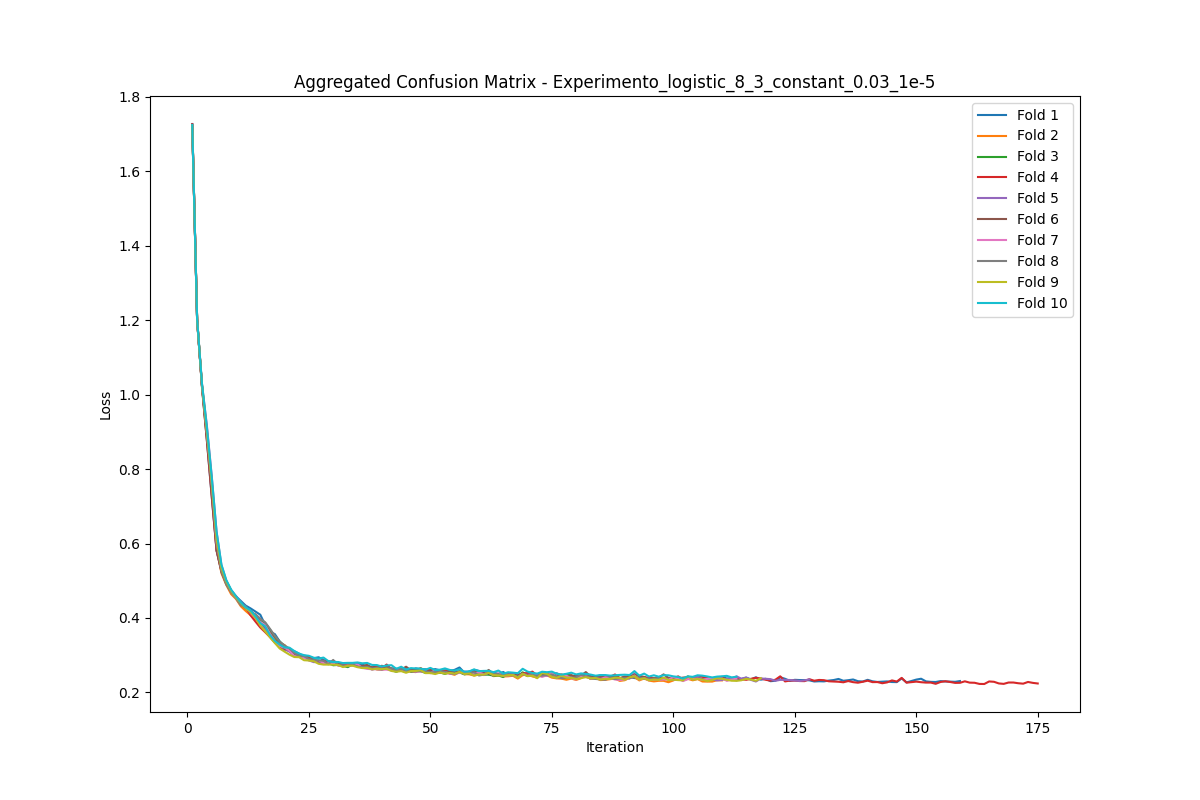 Aggregated Confusion Matrix - Experimento_logistic_8_3_constant_0.03_1e-5
1.8
1.6
1.4
1.2
1.0
0.8
0.6
0.4
0.2
Loss
Fold 1
Fold 2
Fold 3
Fold 4
Fold 5
Fold 6
Fold 7
Fold 8
Fold 9
Fold 10
0 25 50 75 100 125 150 175
Iteration